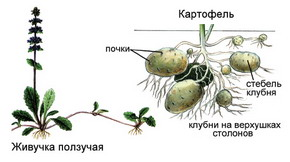 Картофель
почки
стебель
клубня
клубни на верхушках
столонов
Живучка ползучая